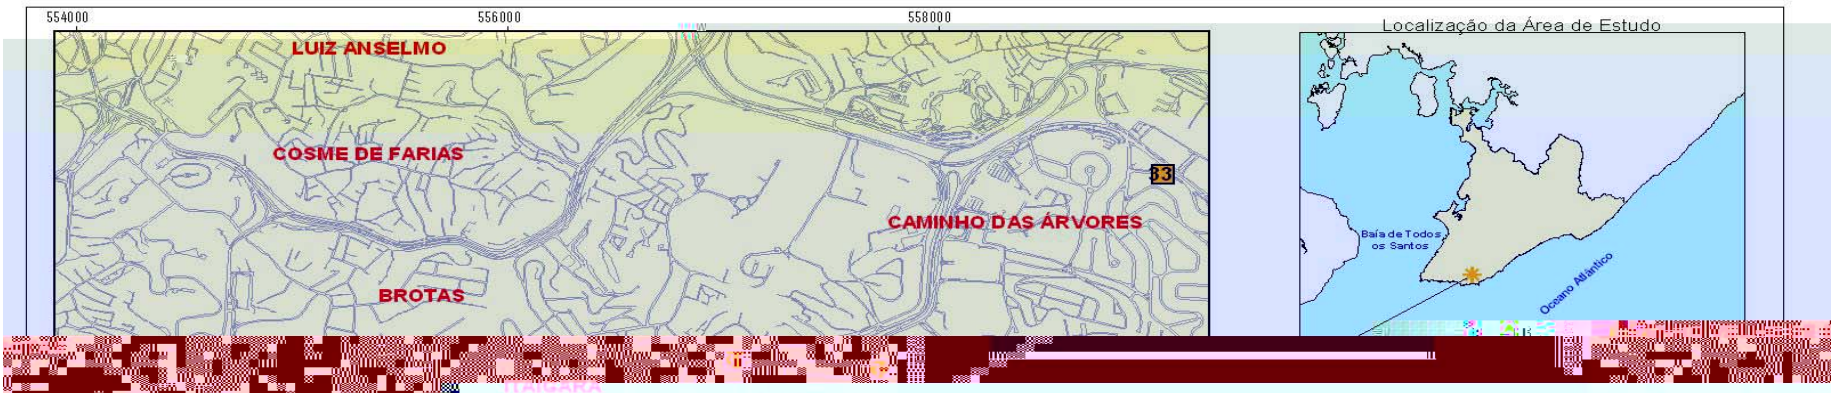 554000 556000 558000
Localização da Área de Estudo
LUIZ ANSELMO
COSME DE FARIAS
33
CAMINHO DAS ÁRVORES
BROTAS
Baía de Todos
os Santos
Oceano Atlântico
ITAIGARA